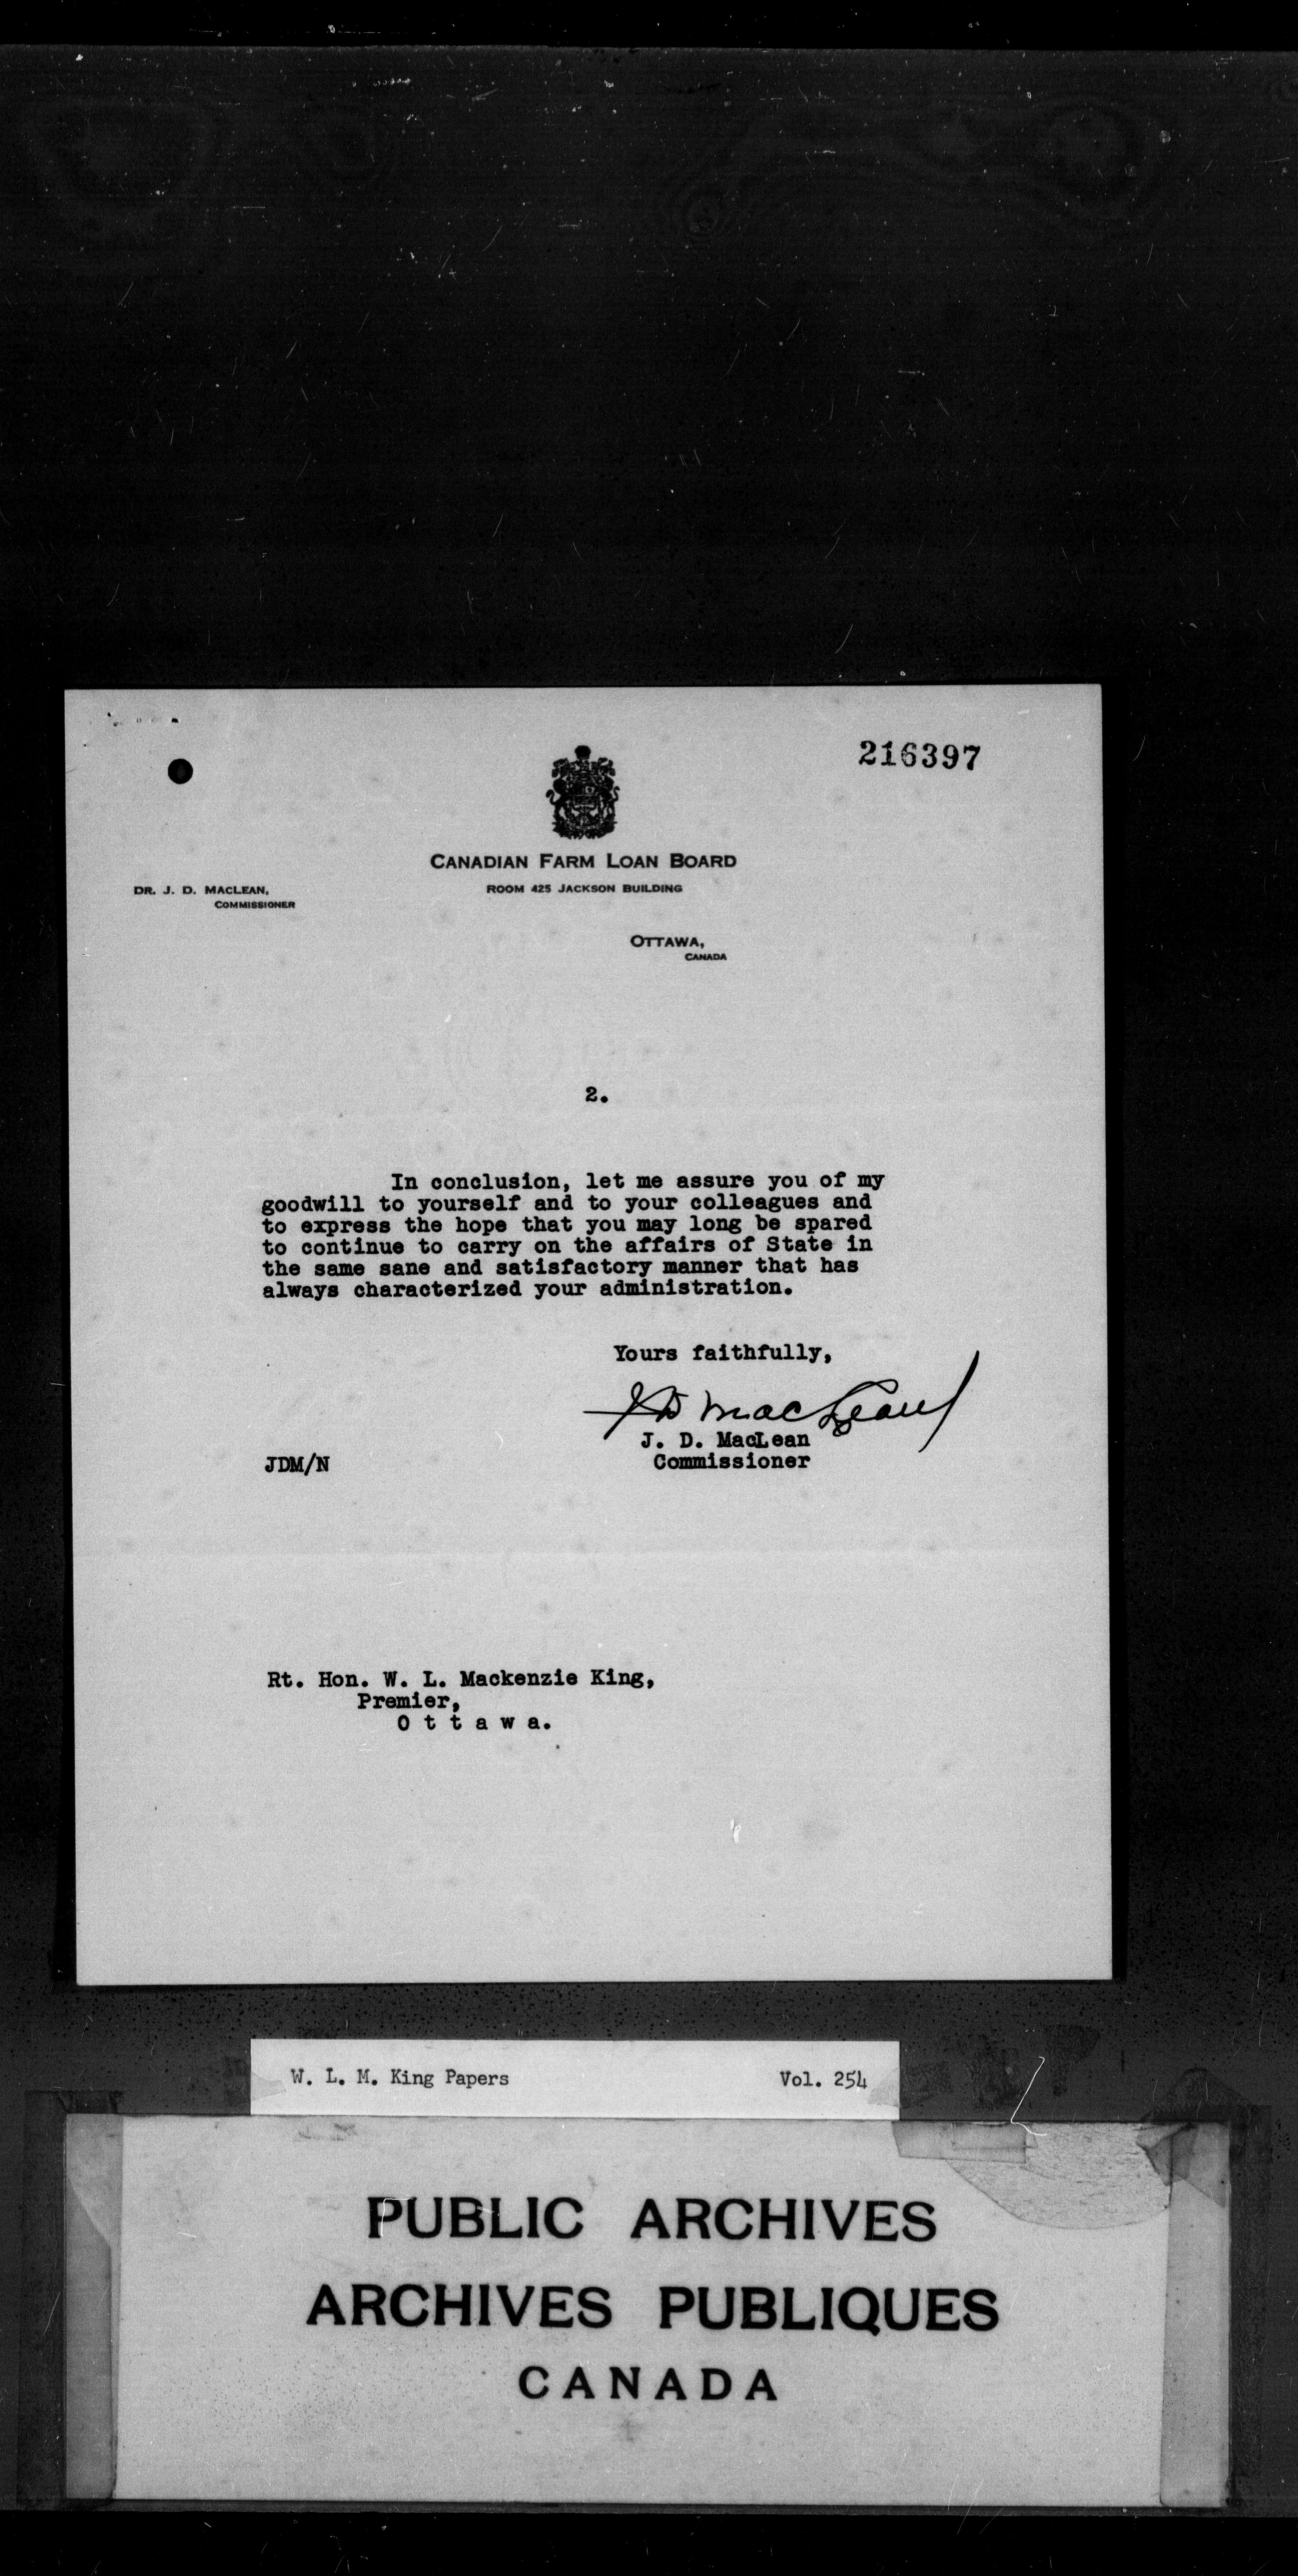 216397
CANADIAN FARM LOAN BOARD
DR. J. D. MACLEAN,
COMMISSIONER
ROOM 425 JACKSON BUILDING
OTTAWA,
CANADA
2.
In conclusion, let me assure you of my
goodwill to yourself and to your colleagues and
to express the hope that you may long be spared
to continue to carry on the affairs of State in
the same sane and satisfactory manner that has
always characterized your administration.
Yours faithfully,
JD MacLean
J. D. MacLean
Commissioner
JDM/N
Rt. Hon. W. L. Mackenzie King,
Premier,
O t t a w a.
W. L. M. King Papers Vol. 254
PUBLIC ARCHIVES
ARCHIVES PUBLIQUES
CANADA